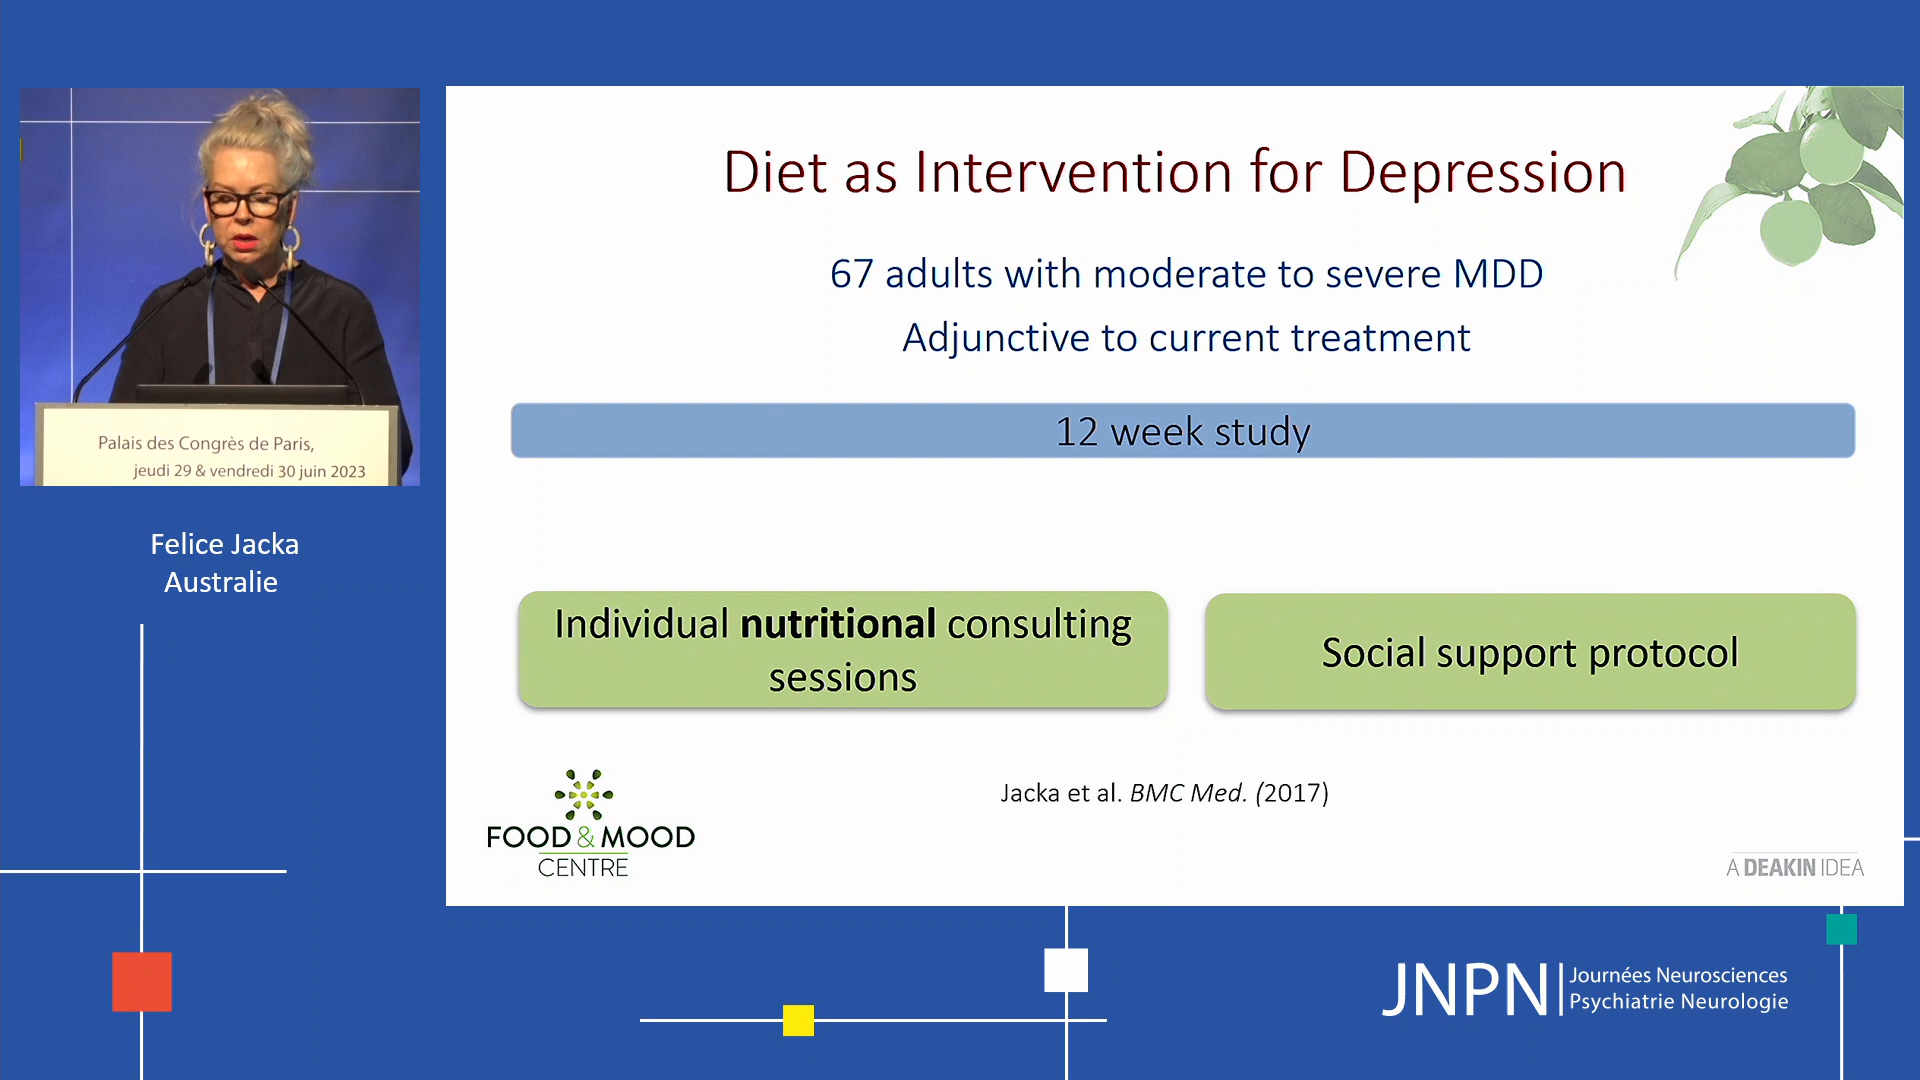 Palais des Congrès de Paris,
jeudi 29 & vendredi 30 juin 2023
Felice Jacka
Australie
Diet as Intervention for Depression
67 adults with moderate to severe MDD
Adjunctive to current treatment
12 week study
Individual nutritional consulting
sessions
Social support protocol
Jacka et al. BMC Med. (2017)
FOOD & MOOD
CENTRE
A DEAKIN IDEA
JNPN
Journées Neurosciences
Psychiatrie Neurologie